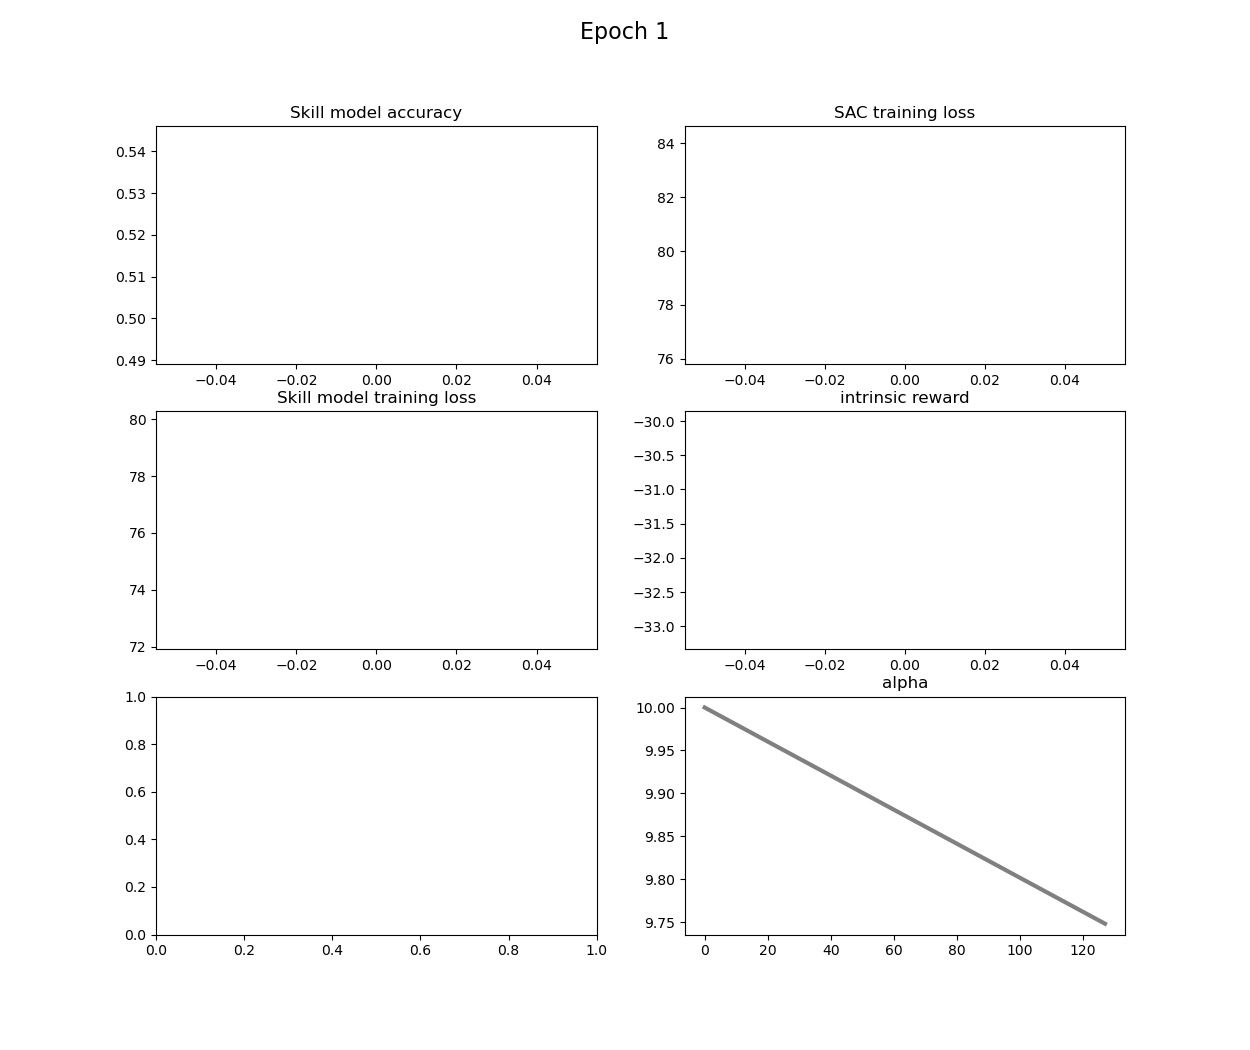 Epoch 1
Skill model accuracy
0.54
0.53
0.52
0.51
0.50
0.49
−0.04 −0.02 0.00 0.02 0.04
SAC training loss
84
82
80
78
76
−0.04 −0.02 0.00 0.02 0.04
Skill model training loss
80
78
76
74
72
−0.04 −0.02 0.00 0.02 0.04
intrinsic reward
−30.0
−30.5
−31.0
−31.5
−32.0
−32.5
−33.0
−0.04 −0.02 0.00 0.02 0.04
1.0
0.8
0.6
0.4
0.2
0.0
0.0 0.2 0.4 0.6 0.8 1.0
alpha
10.00
9.95
9.90
9.85
9.80
9.75
0 20 40 60 80 100 120